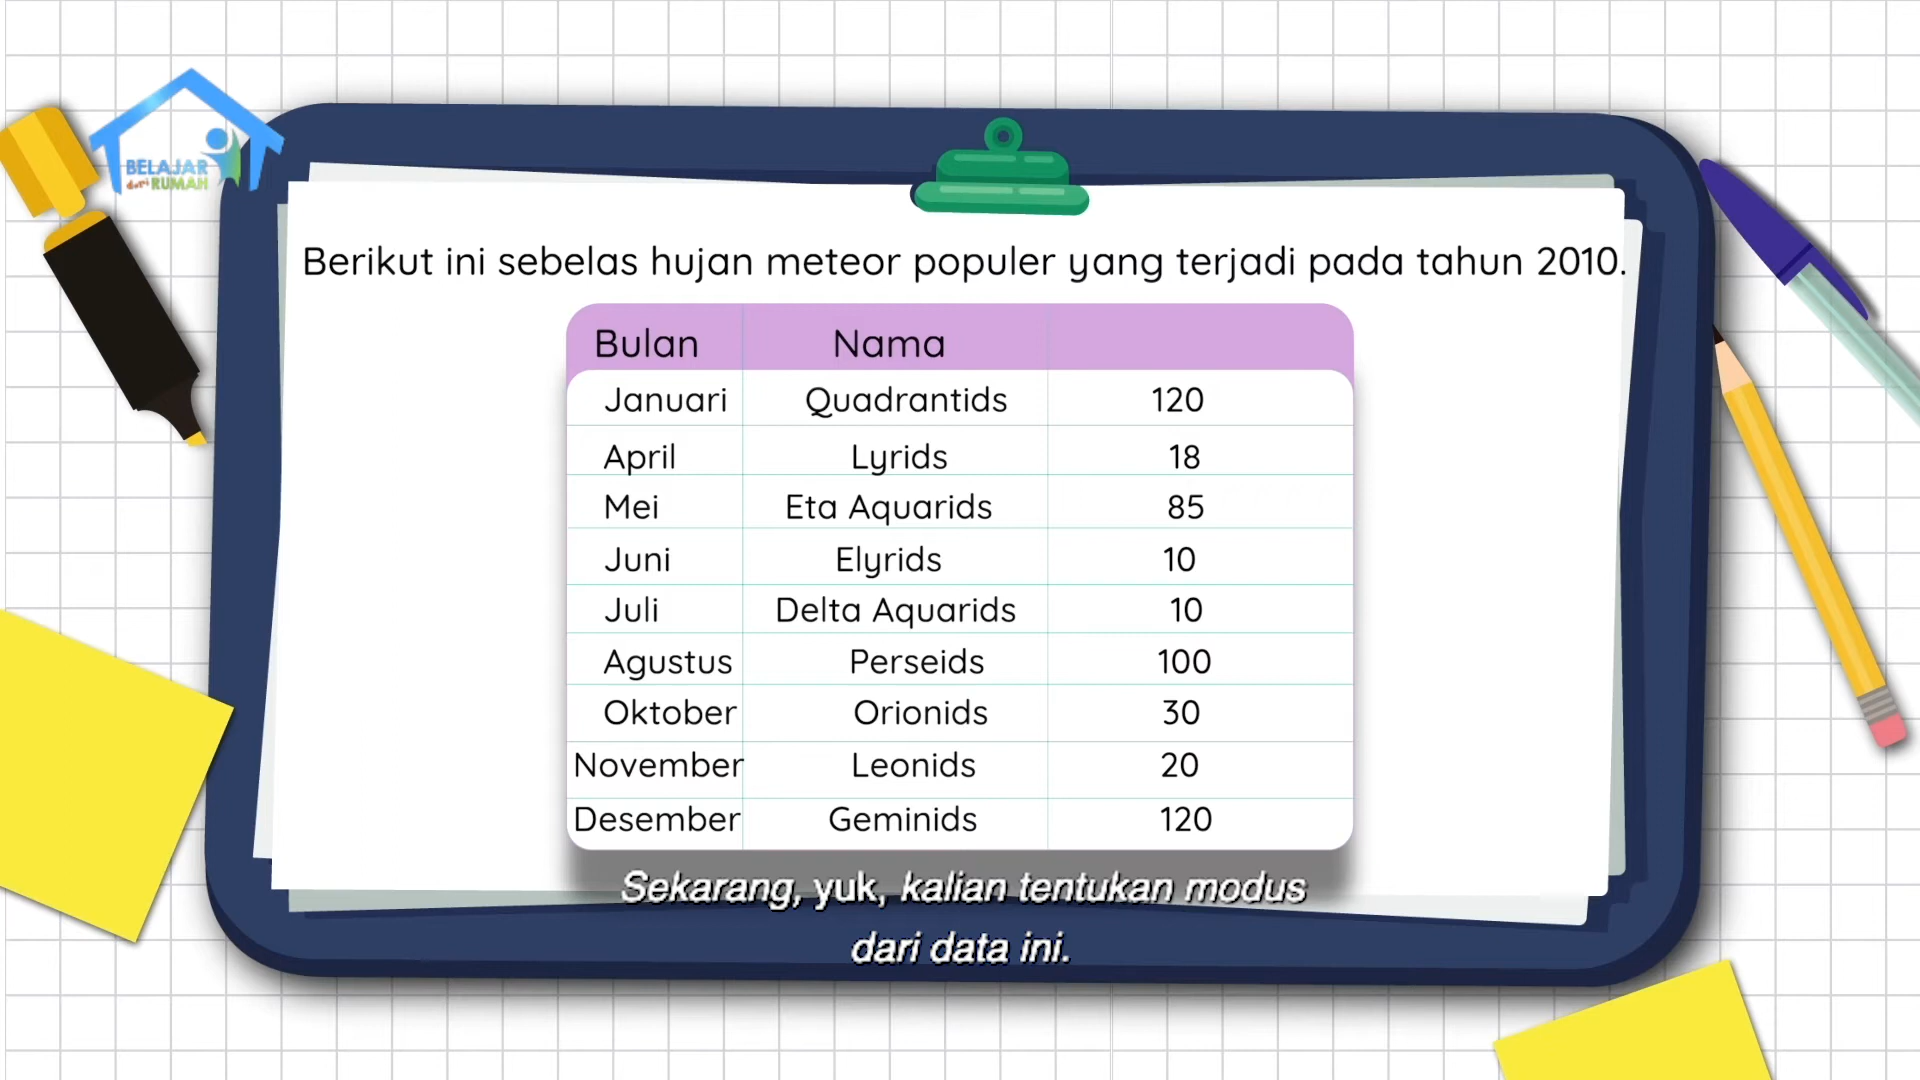 BELAJAR
dari RUMAH
Berikut ini sebelas hujan meteor populer yang terjadi pada tahun 2010.
Bulan Nama
Januari Quadrantids 120
April Lyrids 18
Mei Eta Aquarids 85
Juni Elyrids 10
Juli Delta Aquarids 10
Agustus Perseids 100
Oktober Orionids 30
November Leonids 20
Desember Geminids 120
Sekarang, yuk, kalian tentukan modus
dari data ini.